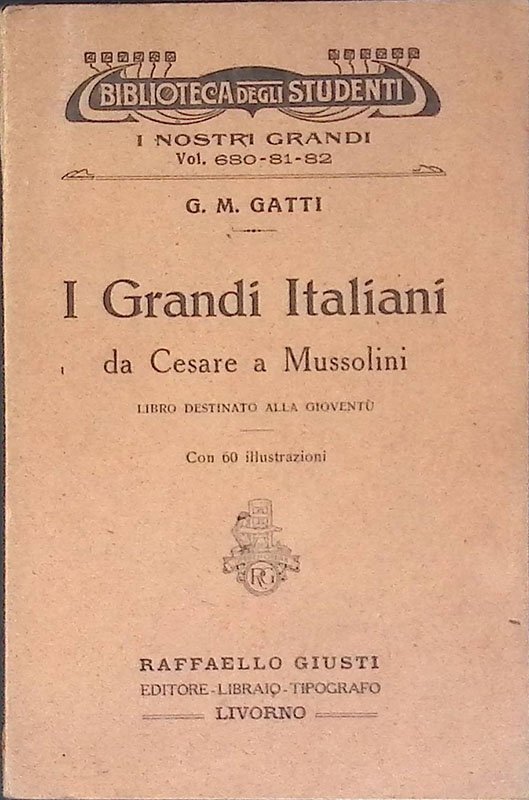 BIBLIOTECA DEGLI STUDENTI
I NOSTRI GRANDI
Vol. 680-81-82
G. M. GATTI
I Grandi Italiani
da Cesare a Mussolini
LIBRO DESTINATO ALLA GIOVENTÙ
Con 60 illustrazioni
RG
RAFFAELLO GIUSTI
EDITORE-LIBRAIO-TIPOGRAFO
LIVORNO